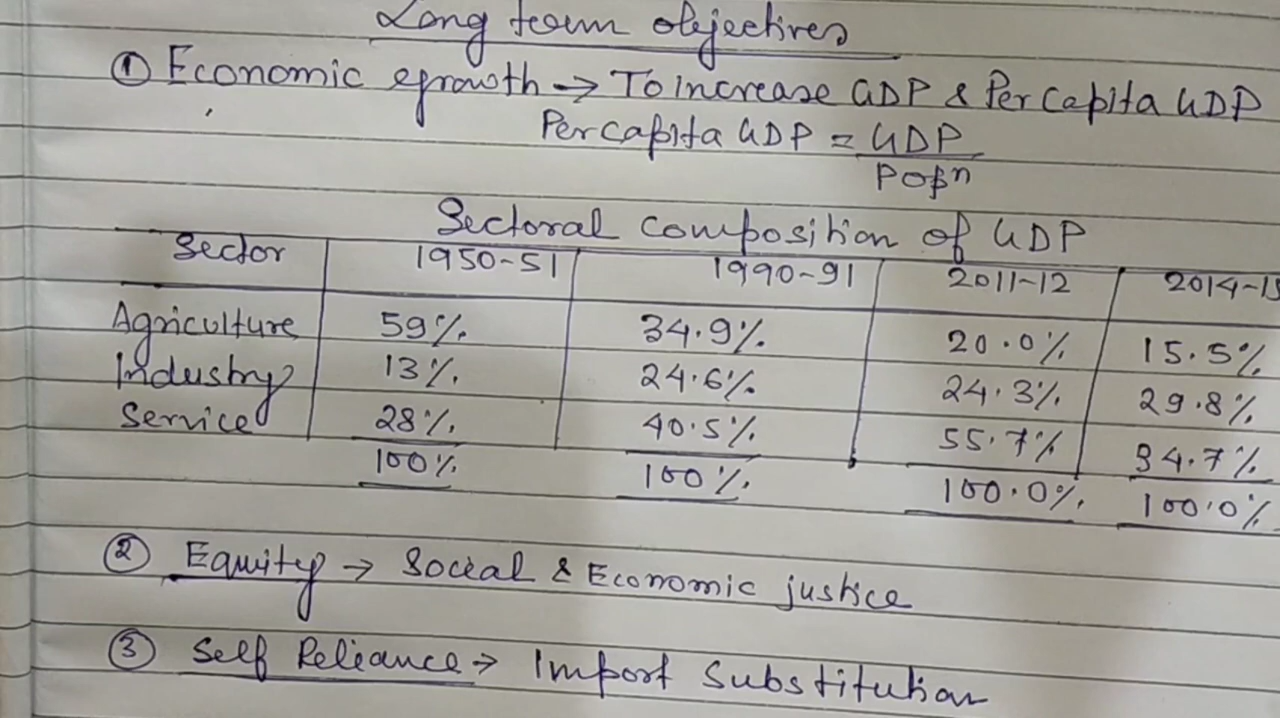 Long term objectives
① Economic growth → To increase GDP & Per Capita GDP
Per capita GDP = GDP
Popⁿ
Sectoral composition of GDP
Sector 1950-51 1990-91 2011-12 2014-15
Agriculture 59% 34.9% 20.0% 15.5%
Industry 13% 24.6% 24.3% 29.8%
Service 28% 40.5% 55.7% 34.7%
100% 100% 100.0% 100.0%
② Equity → Social & Economic justice
③ Self Reliance → Import Substitution